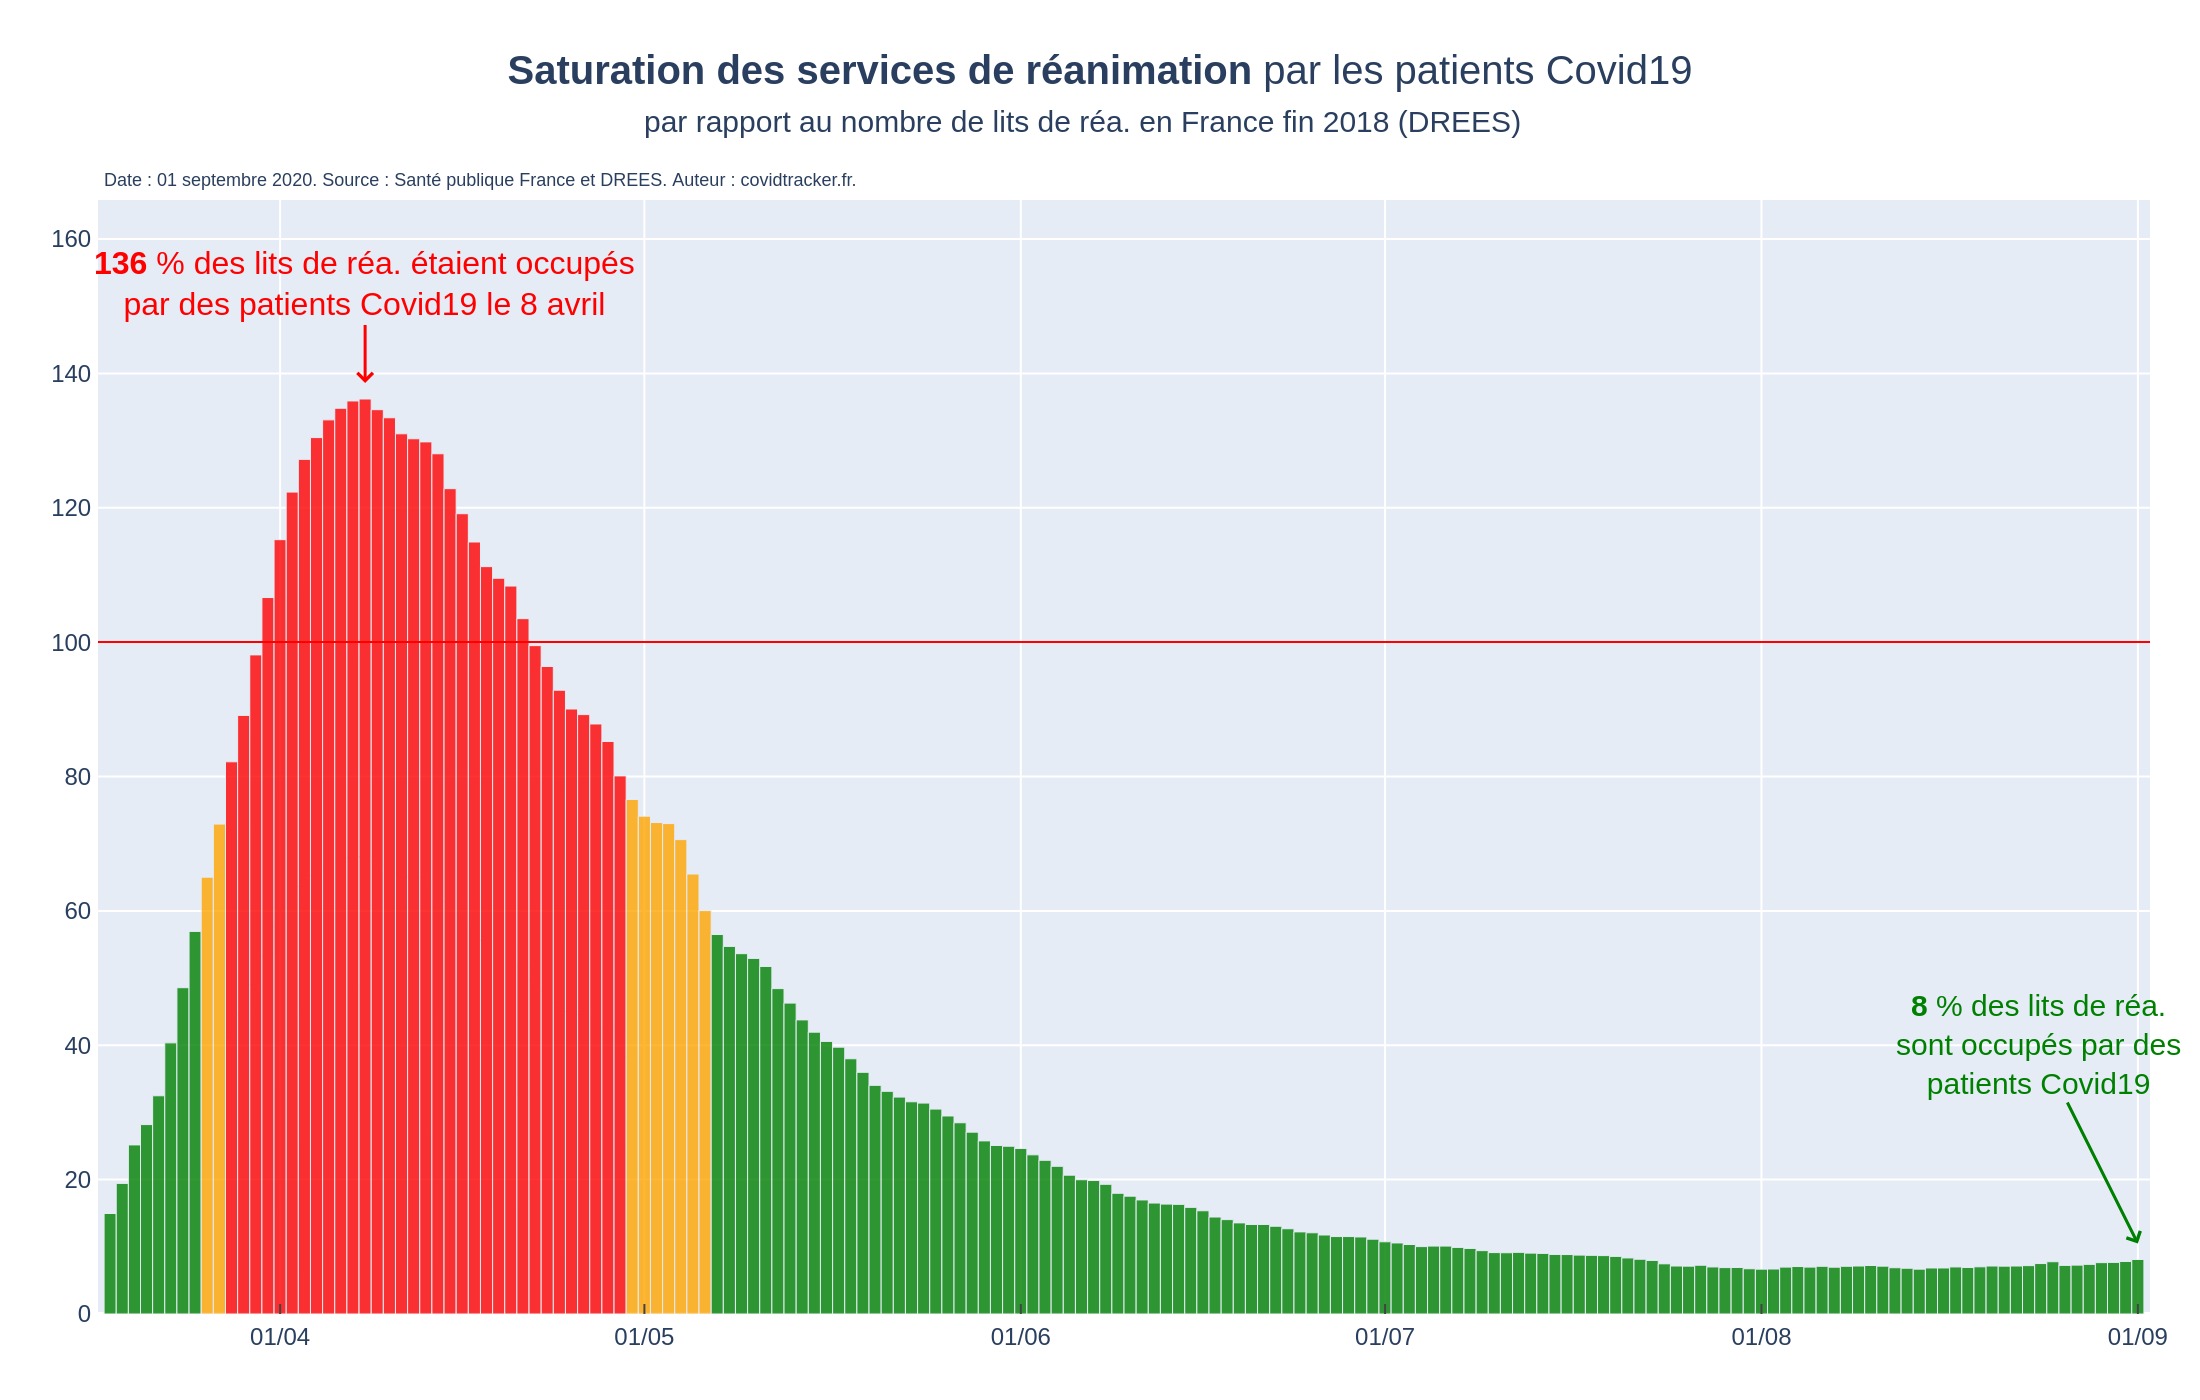 Saturation des services de réanimation par les patients Covid19
par rapport au nombre de lits de réa. en France fin 2018 (DREES)
Date : 01 septembre 2020. Source : Santé publique France et DREES. Auteur : covidtracker.fr.
160
136 % des lits de réa. étaient occupés
par des patients Covid19 le 8 avril
140
120
100
80
60
8 % des lits de réa.
40
sont occupés par des
patients Covid19
20
0
01/04 01/05 01/06 01/07 01/08 01/09